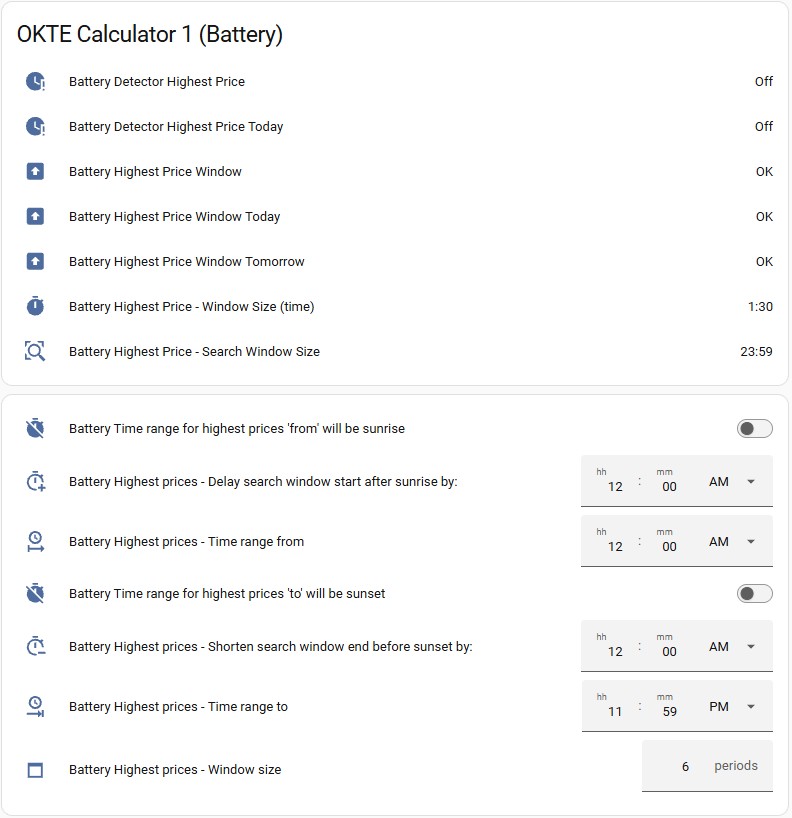 OKTE Calculator 1 (Battery)
Battery Detector Highest Price Off
Battery Detector Highest Price Today Off
Battery Highest Price Window OK
Battery Highest Price Window Today OK
Battery Highest Price Window Tomorrow OK
Battery Highest Price - Window Size (time) 1:30
Battery Highest Price - Search Window Size 23:59
Battery Time range for highest prices 'from' will be sunrise
Battery Highest prices - Delay search window start after sunrise by: hh 12 : mm 00 AM
Battery Highest prices - Time range from hh 12 : mm 00 AM
Battery Time range for highest prices 'to' will be sunset
Battery Highest prices - Shorten search window end before sunset by: hh 12 : mm 00 AM
Battery Highest prices - Time range to hh 11 : mm 59 PM
Battery Highest prices - Window size 6 periods